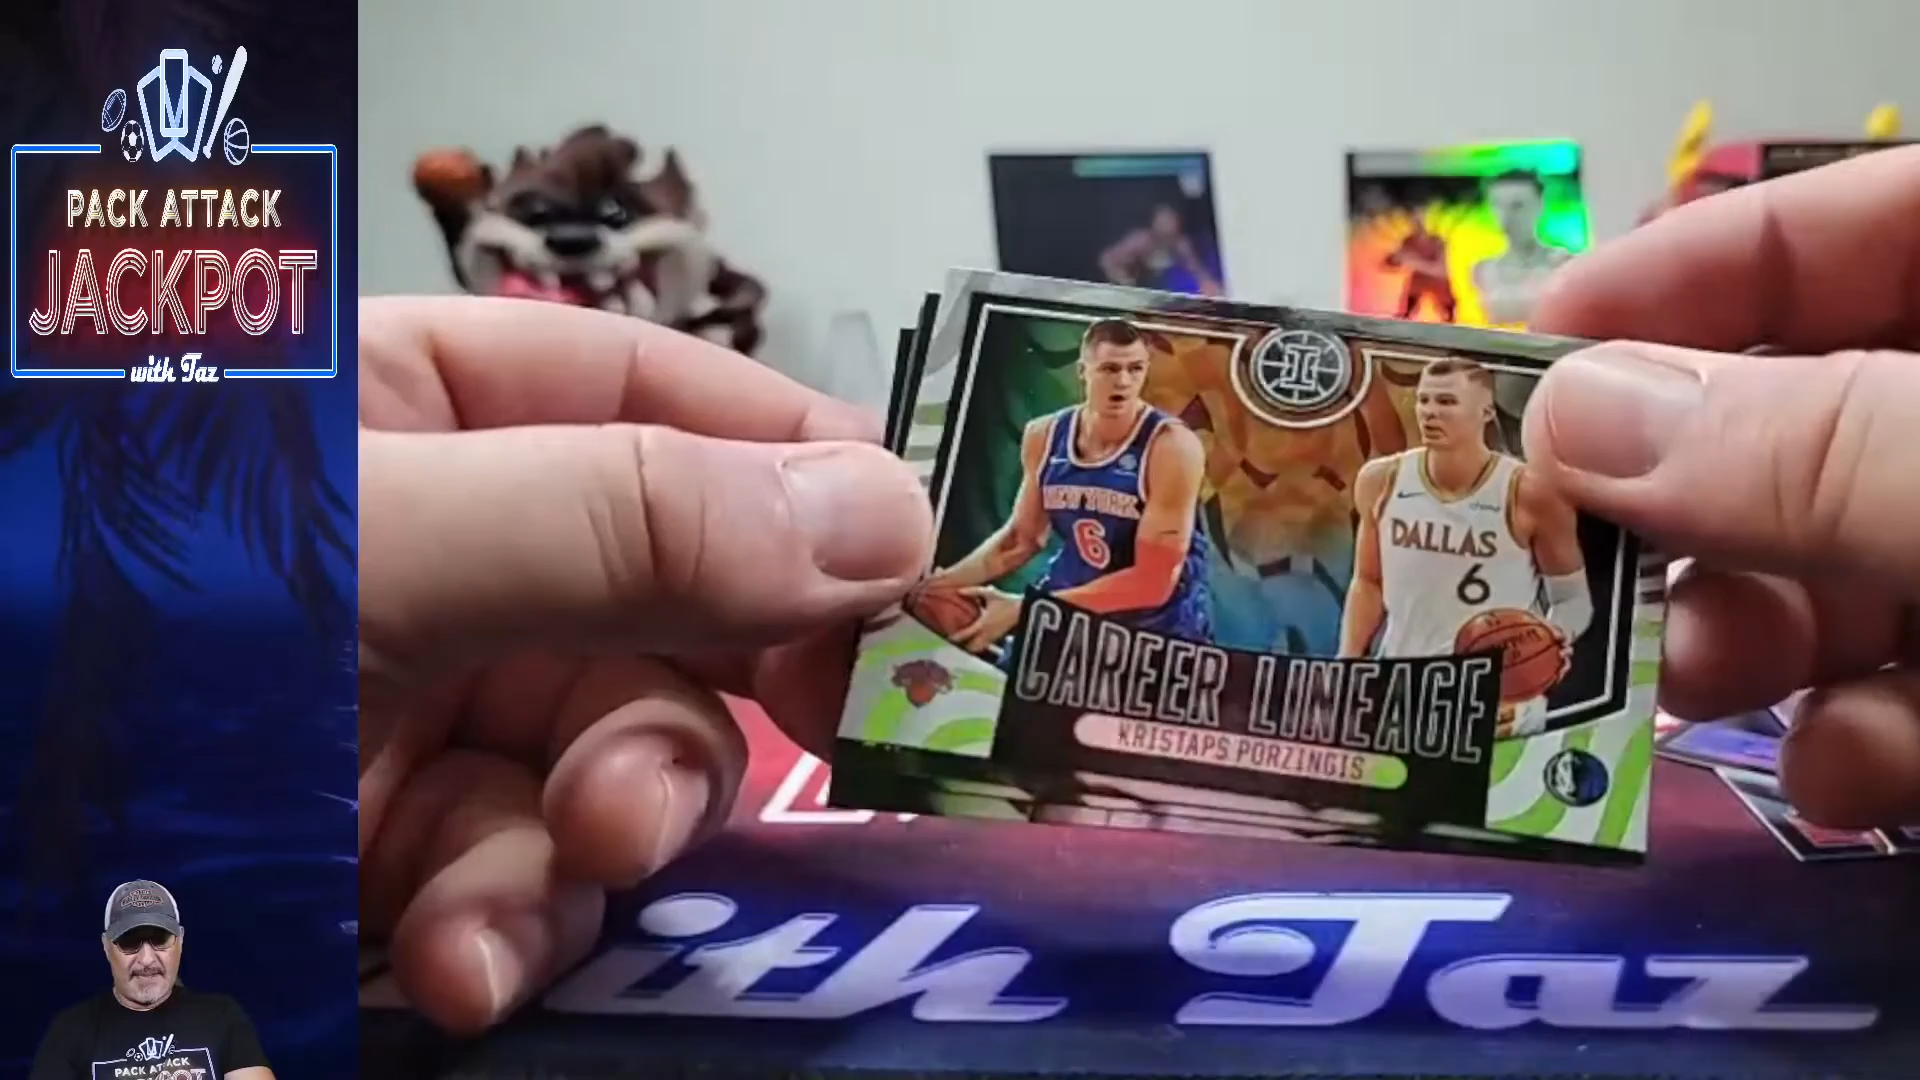 PACK ATTACK
JACKPOT
with Taz
NEW YORK
6
DALLAS
6
CAREER LINEAGE
KRISTAPS PORZINGIS
ith Taz
PACK ATTACK